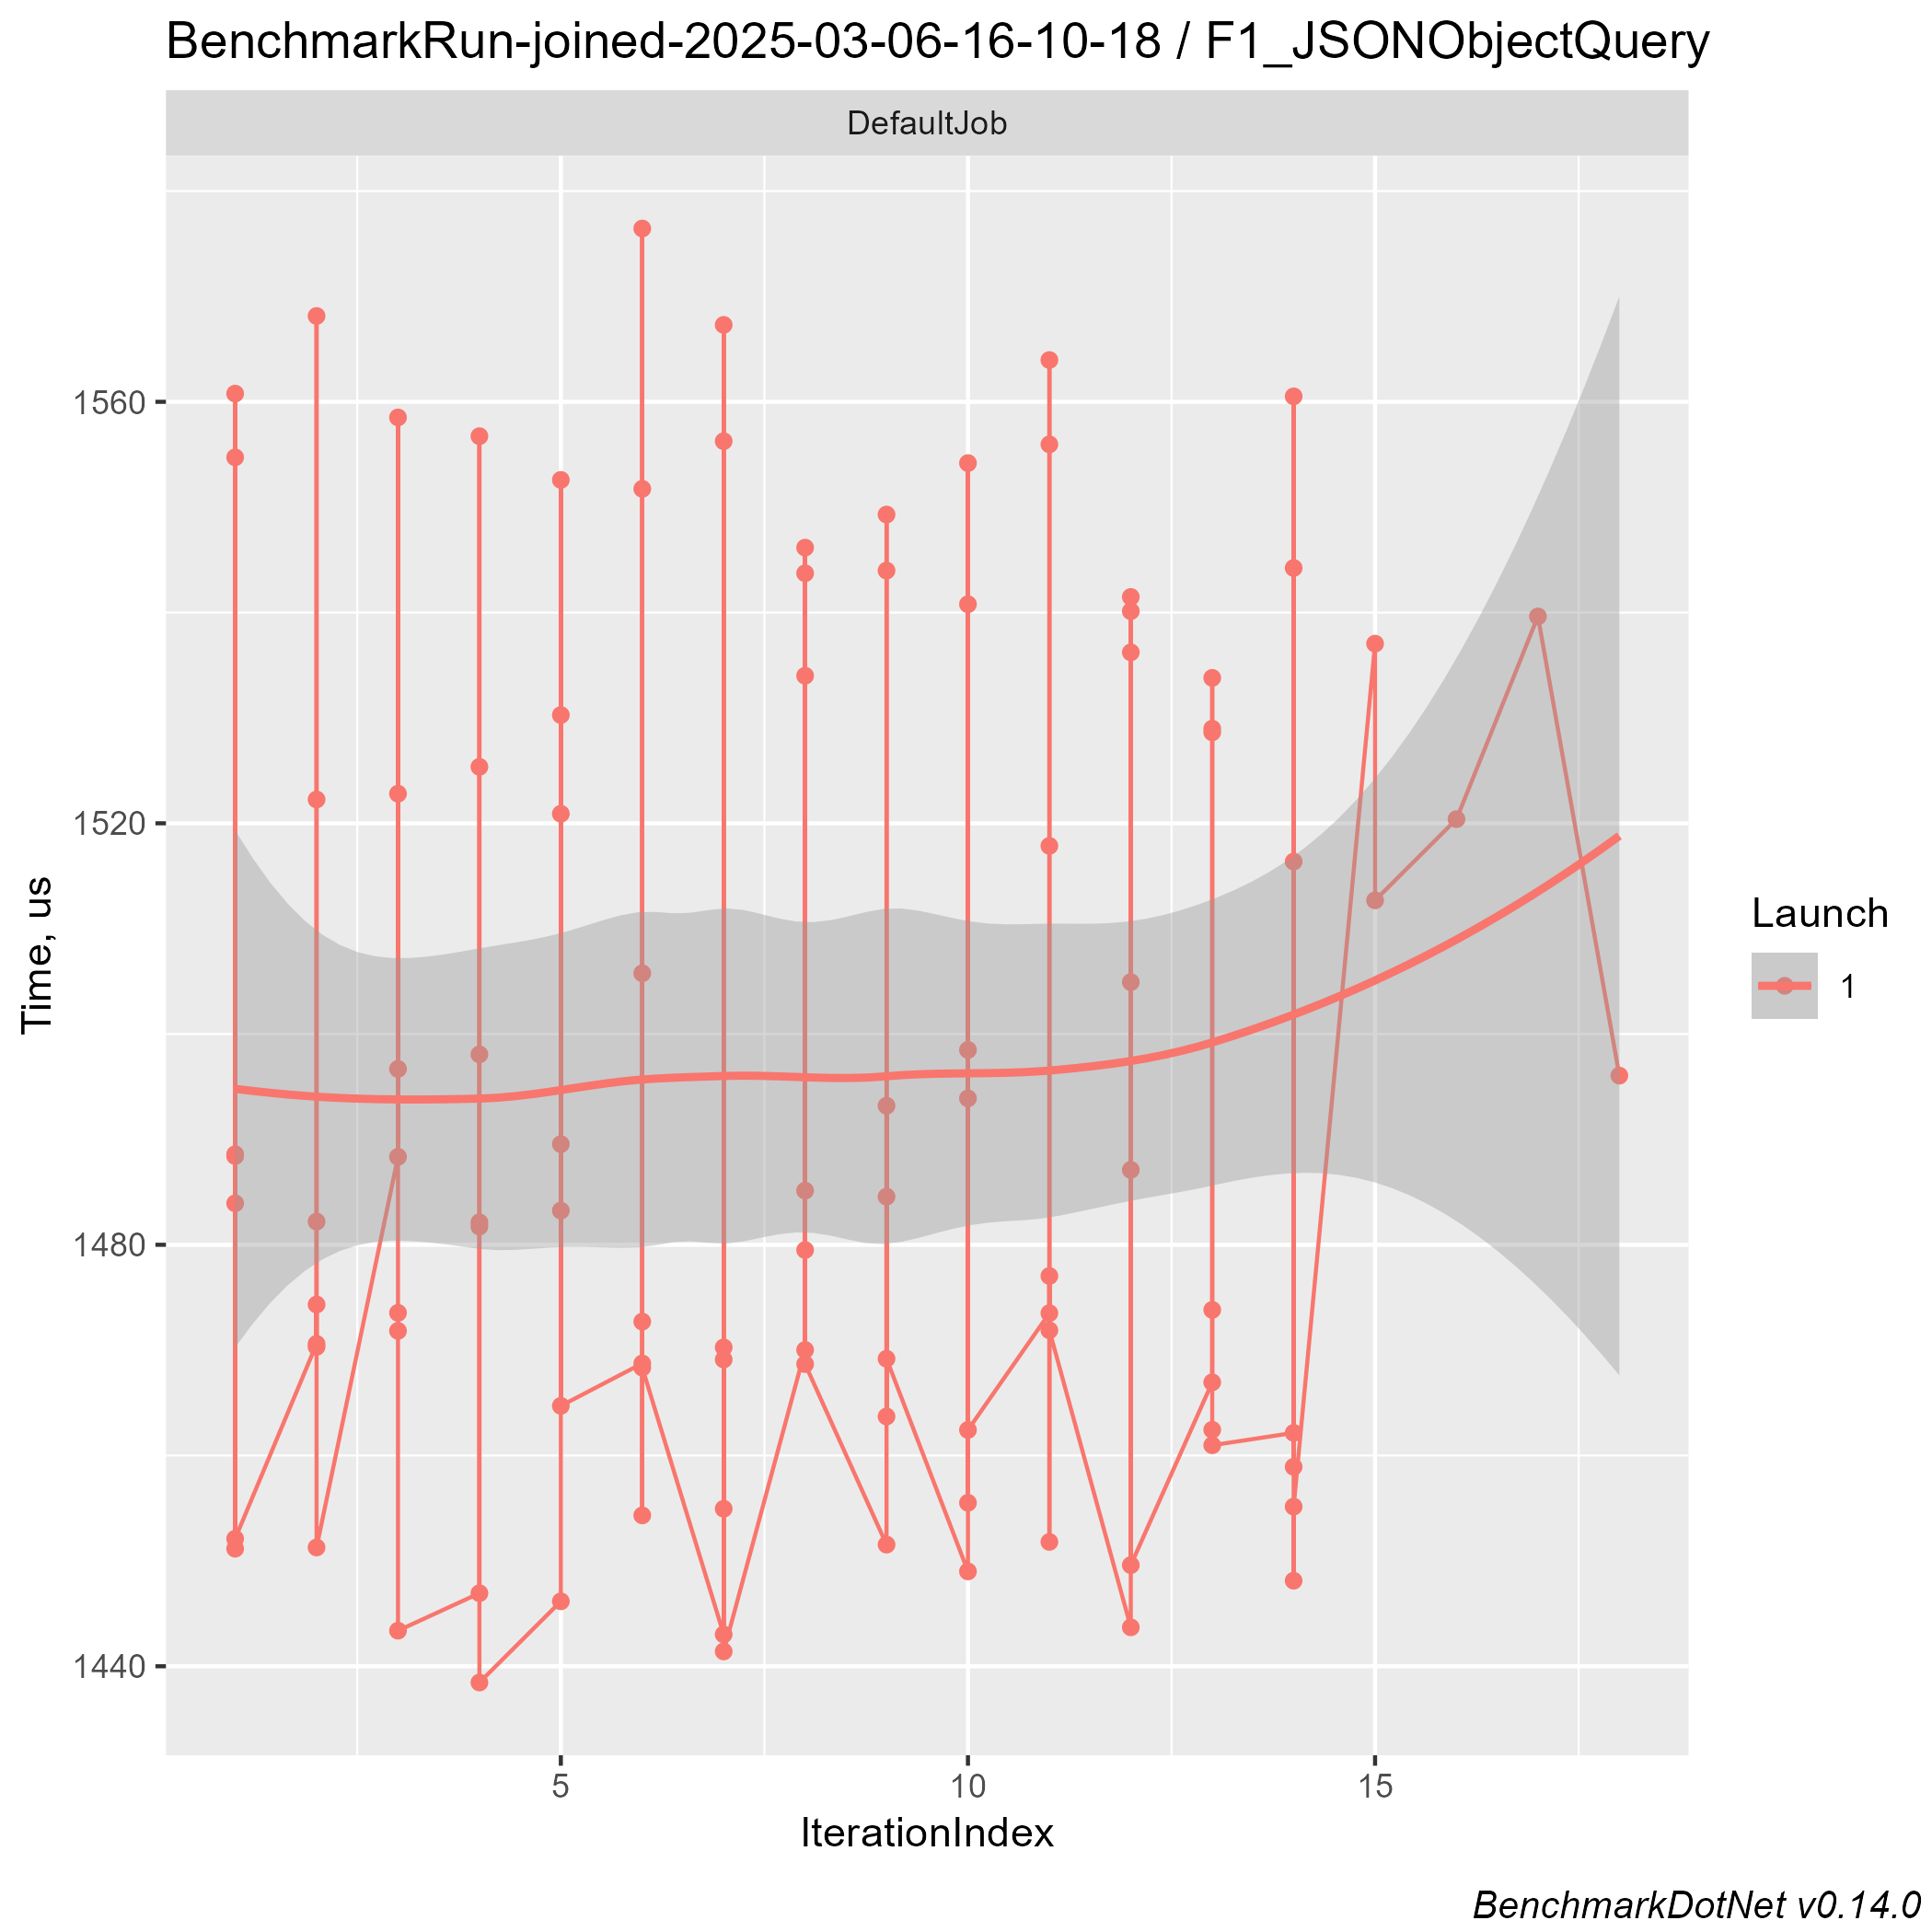 BenchmarkRun-joined-2025-03-06-16-10-18 / F1_JSONObjectQuery
DefaultJob
1560
1520
1480
1440
Time, us
5
10
15
IterationIndex
Launch
1
BenchmarkDotNet v0.14.0